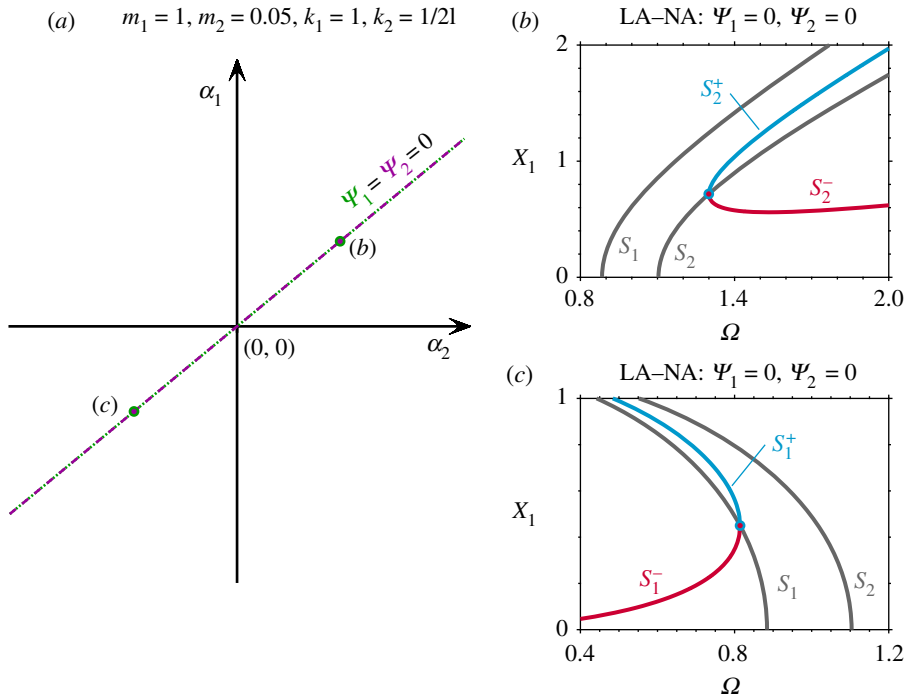 (a) m₁ = 1, m₂ = 0.05, k₁ = 1, k₂ = 1/2l
α₁
Ψ₁ = Ψ₂ = 0
(b)
(0, 0)
α₂
(c)
(b) LA–NA: Ψ₁ = 0, Ψ₂ = 0
2
S₂⁺
X₁ 1
S₂⁻
S₁ S₂
0
0.8 1.4 2.0
Ω
(c) LA–NA: Ψ₁ = 0, Ψ₂ = 0
1
S₁⁺
X₁
S₁⁻ S₁ S₂
0
0.4 0.8 1.2
Ω